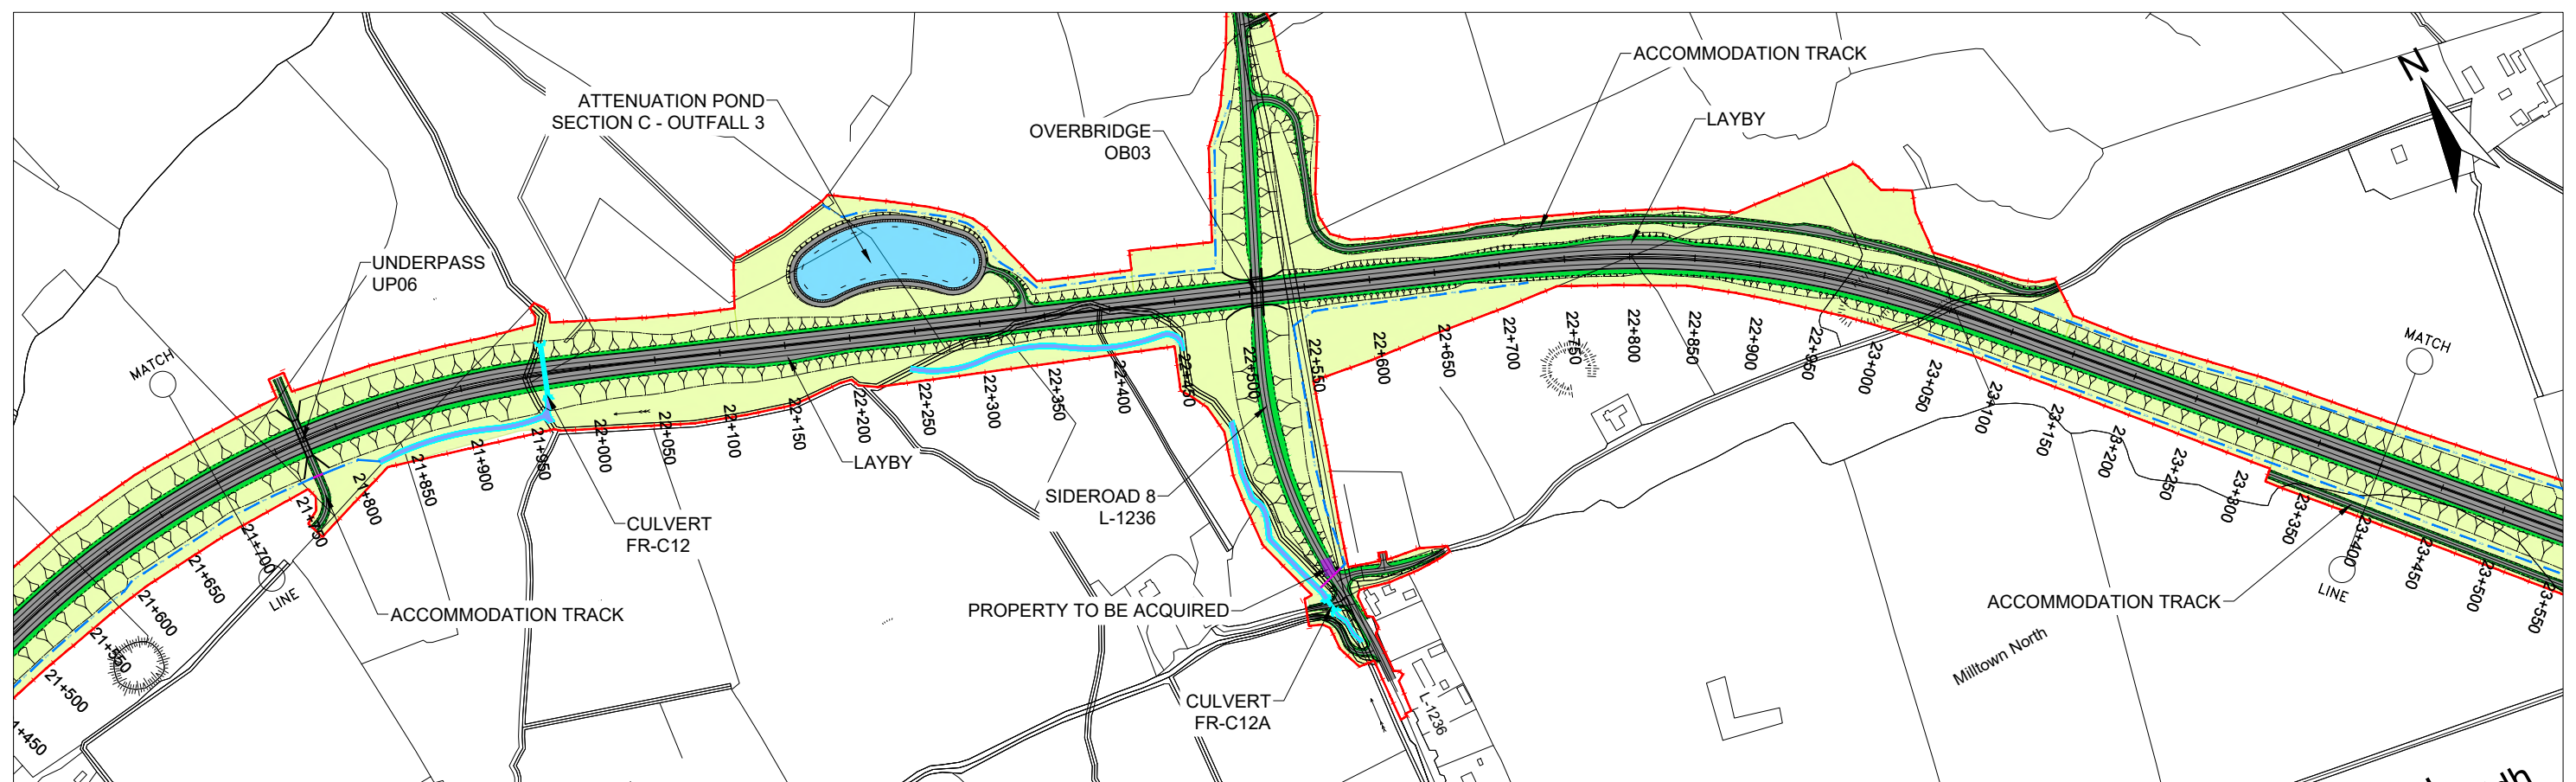 ACCOMMODATION TRACK
N
ATTENUATION POND
SECTION C - OUTFALL 3
OVERBRIDGE
OB03
LAYBY
UNDERPASS
UP06
MATCH
MATCH
LAYBY
SIDEROAD 8
L-1236
CULVERT
FR-C12
ACCOMMODATION TRACK
LINE
PROPERTY TO BE ACQUIRED
ACCOMMODATION TRACK
LINE
Milltown North
CULVERT
FR-C12A
L-1236
1+450
21+500
21+550
21+600
21+650
21+700
21+800
21+850
21+900
21+950
22+000
22+050
22+100
22+150
22+200
22+250
22+300
22+350
22+400
22+450
22+500
22+550
22+600
22+650
22+700
22+750
22+800
22+850
22+900
22+950
23+000
23+050
23+100
23+150
23+200
23+250
23+300
23+350
23+400
23+450
23+500
23+550